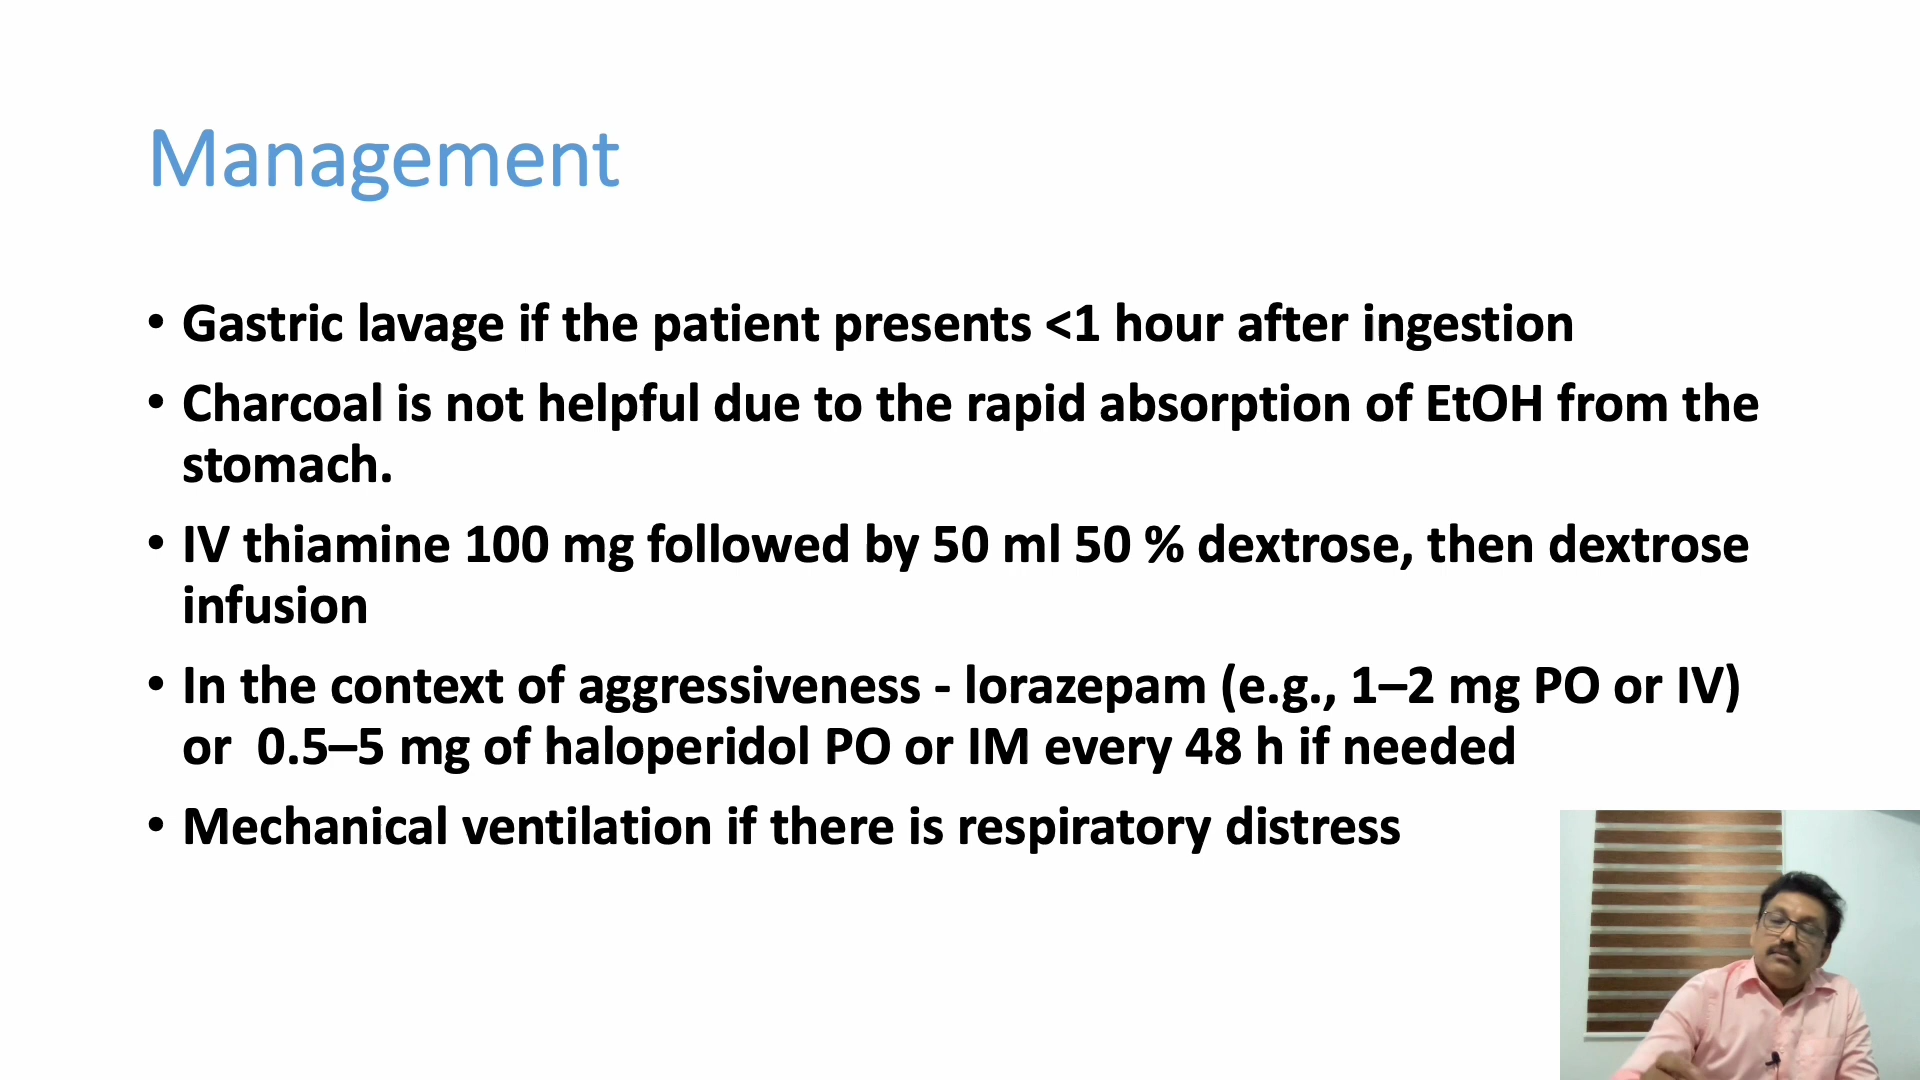 Management
• Gastric lavage if the patient presents <1 hour after ingestion
• Charcoal is not helpful due to the rapid absorption of EtOH from the
stomach.
• IV thiamine 100 mg followed by 50 ml 50 % dextrose, then dextrose
infusion
• In the context of aggressiveness - lorazepam (e.g., 1–2 mg PO or IV)
or  0.5–5 mg of haloperidol PO or IM every 48 h if needed
• Mechanical ventilation if there is respiratory distress